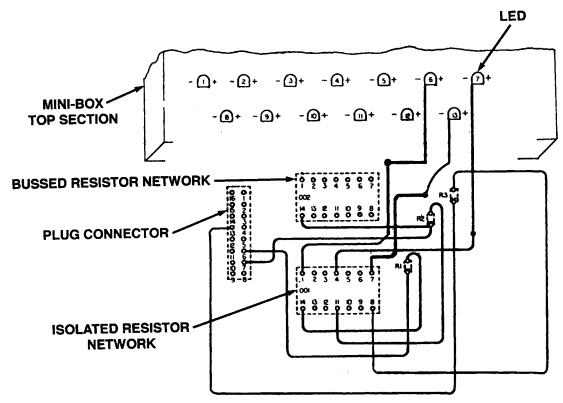 LED
- 1 + - 2 + - 3 + - 4 + - 5 + - 6 + - 7 +
MINI-BOX
TOP SECTION
- 8 + - 9 + - 10 + - 11 + - 12 + - 13 +
BUSSED RESISTOR NETWORK
1 2 3 4 5 6 7
002
14 13 12 11 10 9 8
R3
R2
PLUG CONNECTOR
9 8
R1
1 2 3 4 5 6 7
001
14 13 12 11 10 9 8
ISOLATED RESISTOR
NETWORK